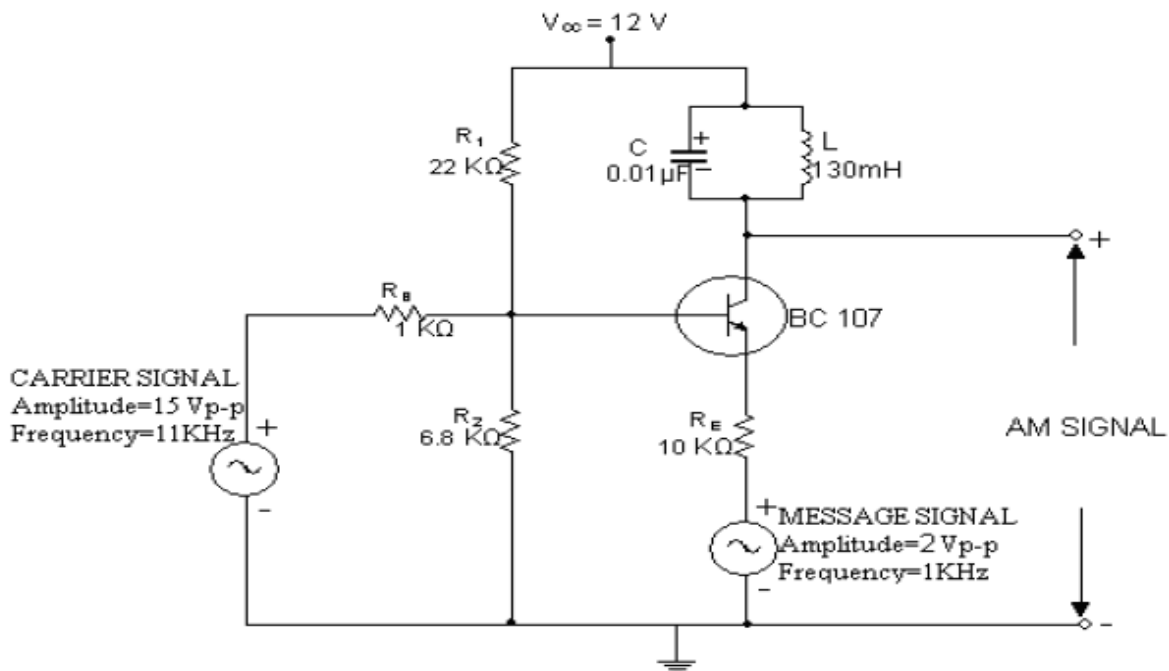 V∞ = 12 V
R1
22 KΩ
C
0.01µF
+
−
L
130mH
+
RB
1 KΩ
BC 107
CARRIER SIGNAL
Amplitude=15 Vp-p
Frequency=11KHz
+
-
R2
6.8 KΩ
RE
10 KΩ
AM SIGNAL
+
MESSAGE SIGNAL
Amplitude=2 Vp-p
Frequency=1KHz
-
-